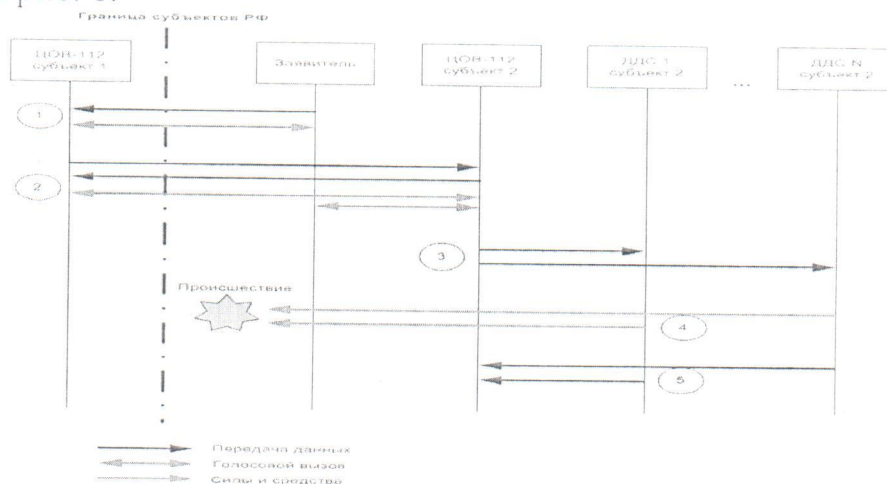 Граница субъектов РФ
ЦОВ-112
субъект 1
Заявитель
ЦОВ-112
субъект 2
ДДС 1
субъект 2
...
ДДС N
субъект 2
1
2
3
Происшествие
4
5
Передача данных
Голосовой вызов
Силы и средства